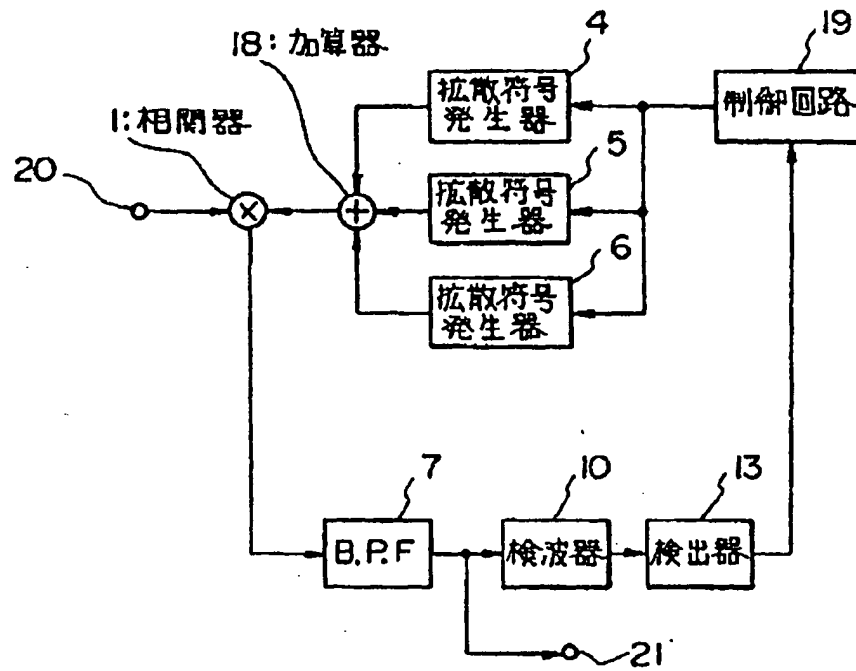 4
19
18:加算器
拡散符号
発生器
制御回路
1:相関器
5
20
拡散符号
発生器
6
拡散符号
発生器
7
10
13
B.P.F
検波器
検出器
21